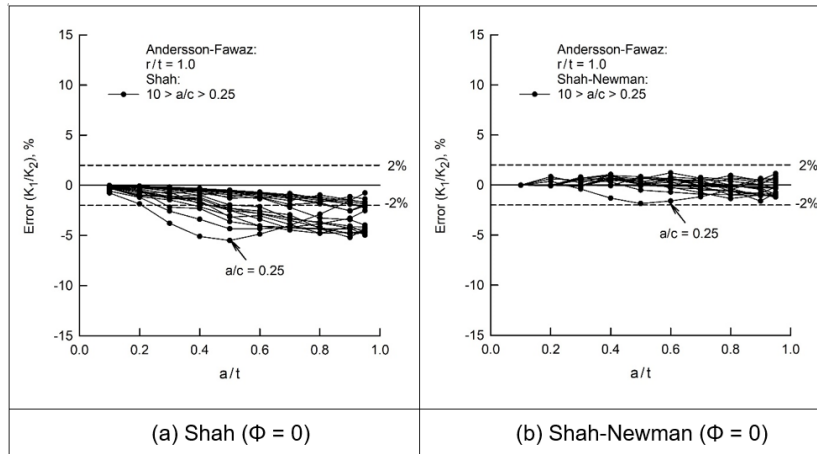 15
10
5
0
-5
-10
-15
Error (K₁/K₂), %
Andersson-Fawaz:
r/t = 1.0
Shah:
10 > a/c > 0.25
2%
-2%
a/c = 0.25
0.0 0.2 0.4 0.6 0.8 1.0
a/t
(a) Shah (Φ = 0)
15
10
5
0
-5
-10
-15
Error (K₁/K₂), %
Andersson-Fawaz:
r/t = 1.0
Shah-Newman:
10 > a/c > 0.25
2%
-2%
a/c = 0.25
0.0 0.2 0.4 0.6 0.8 1.0
a/t
(b) Shah-Newman (Φ = 0)